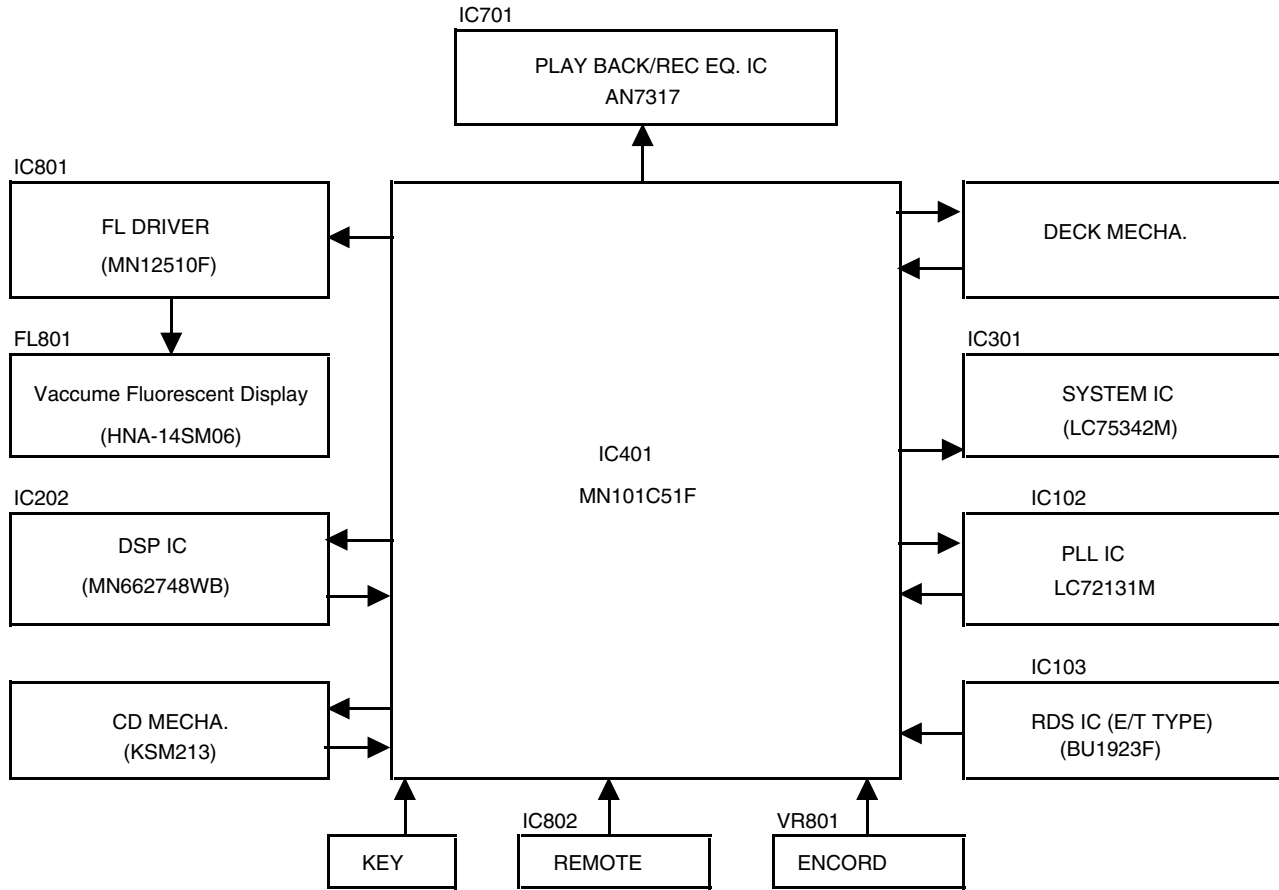 IC701
PLAY BACK/REC EQ. IC
AN7317
IC801
FL DRIVER
(MN12510F)
DECK MECHA.
FL801
Vaccume Fluorescent Display
(HNA-14SM06)
IC301
SYSTEM IC
(LC75342M)
IC401
MN101C51F
IC202
DSP IC
(MN662748WB)
IC102
PLL IC
LC72131M
CD MECHA.
(KSM213)
IC103
RDS IC (E/T TYPE)
(BU1923F)
KEY
IC802
REMOTE
VR801
ENCORD